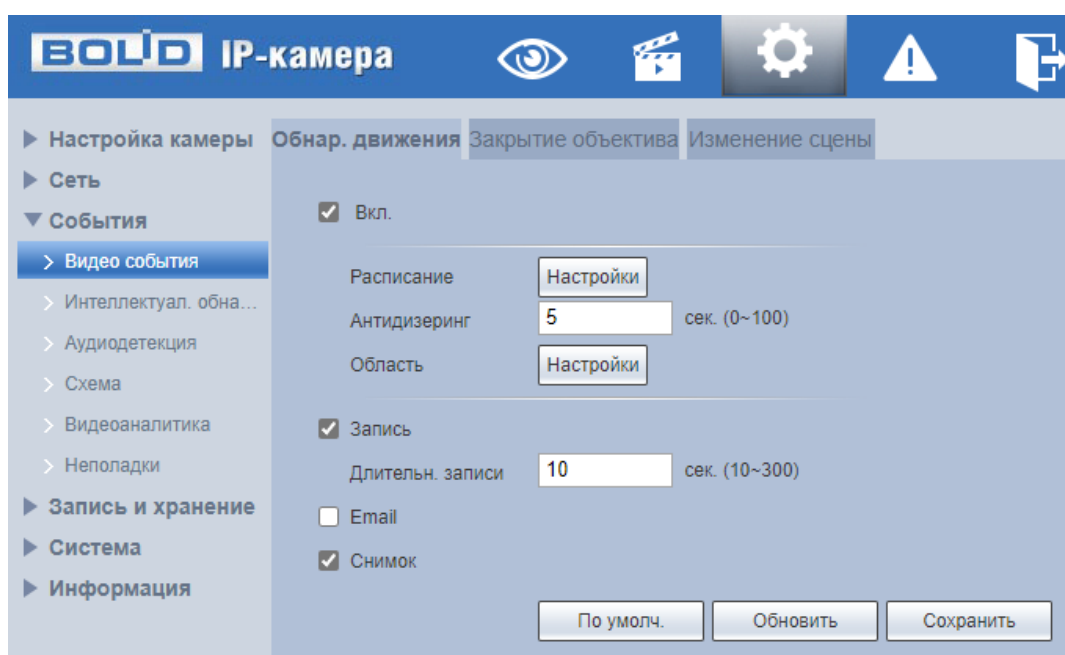 BOLID IP-камера
Настройка камеры
Сеть
События
Видео события
Интеллектуал. обна...
Аудиодетекция
Схема
Видеоаналитика
Неполадки
Запись и хранение
Система
Информация
Обнар. движения Закрытие объектива Изменение сцены
Вкл.
Расписание Настройки
Антидизеринг 5 сек. (0~100)
Область Настройки
Запись
Длительн. записи 10 сек. (10~300)
Email
Снимок
По умолч. Обновить Сохранить